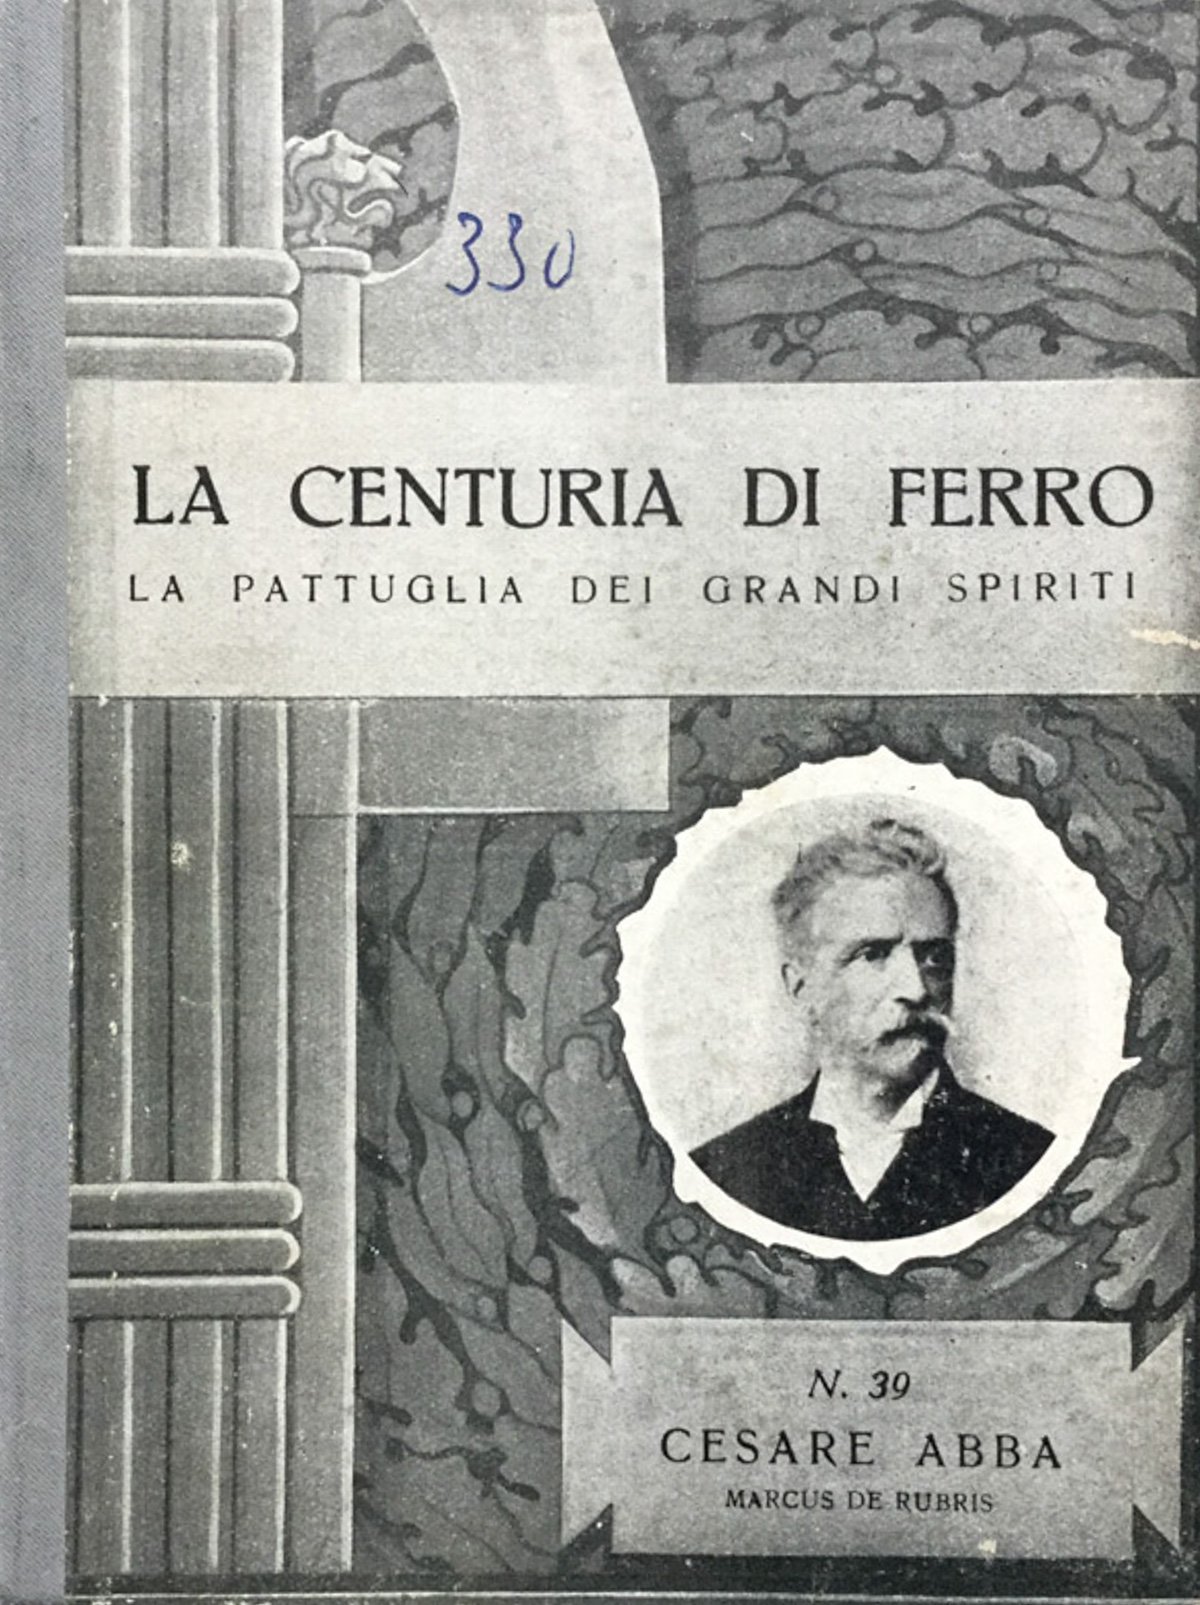 330
LA CENTURIA DI FERRO
LA PATTUGLIA DEI GRANDI SPIRITI
N. 39
CESARE ABBA
MARCUS DE RUBRIS